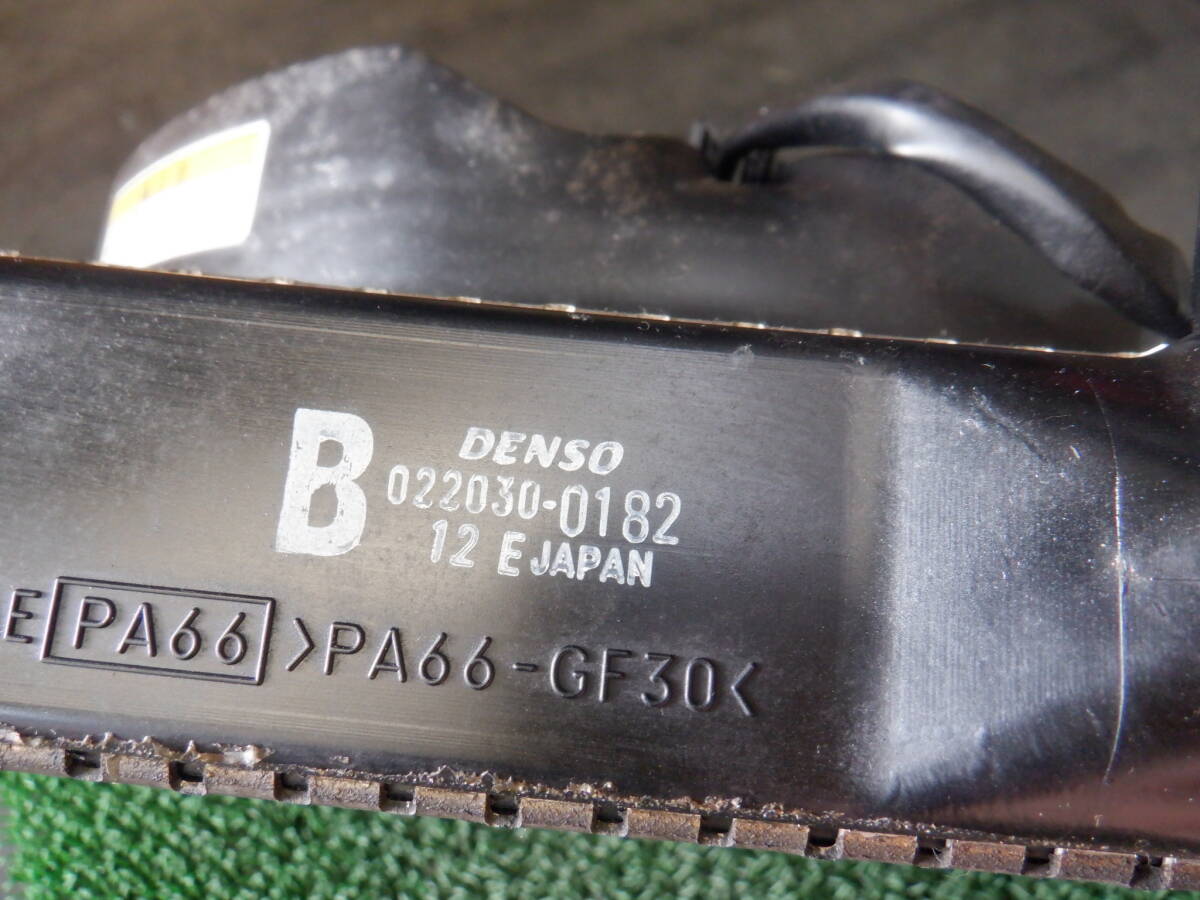 B
DENSO
022030-0182
12 E JAPAN
E PA66 >PA66-GF30<